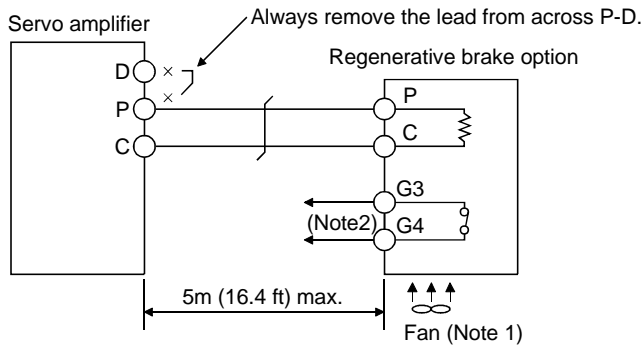 Servo amplifier
Always remove the lead from across P-D.
Regenerative brake option
D
P
C
P
C
G3
(Note2)
G4
5m (16.4 ft) max.
Fan (Note 1)